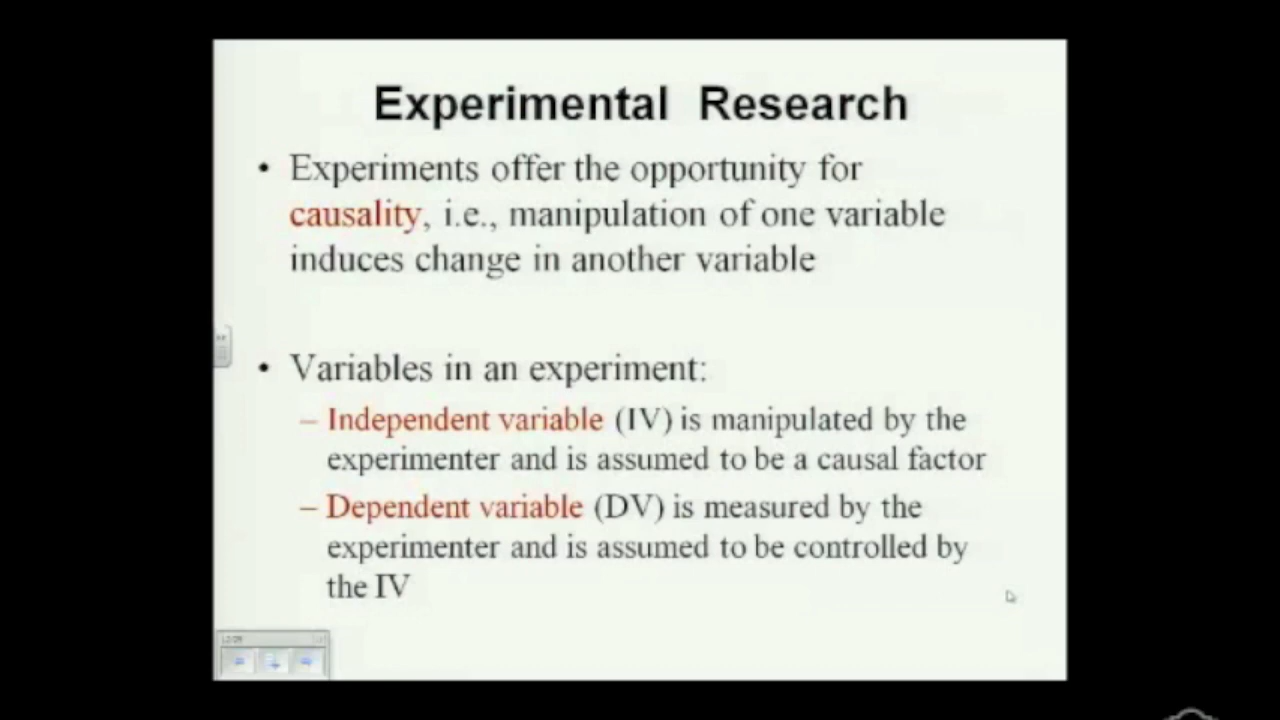 Experimental Research
• Experiments offer the opportunity for
causality, i.e., manipulation of one variable
induces change in another variable
• Variables in an experiment:
– Independent variable (IV) is manipulated by the
experimenter and is assumed to be a causal factor
– Dependent variable (DV) is measured by the
experimenter and is assumed to be controlled by
the IV